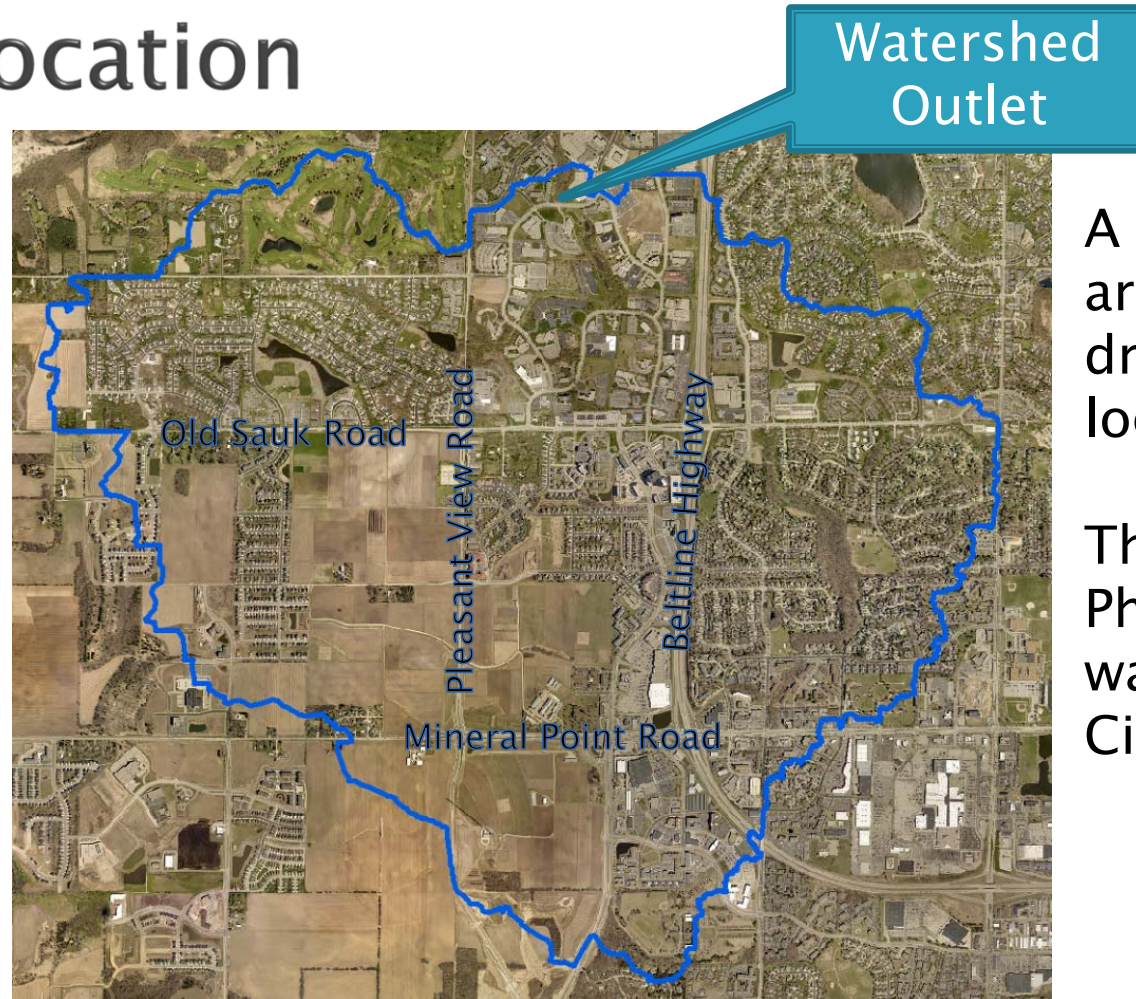 ocation
Watershed
Outlet
A
ar
dr
loc
Th
Ph
wa
Ci
Old Sauk Road
Pleasant View Road
Beltline Highway
Mineral Point Road